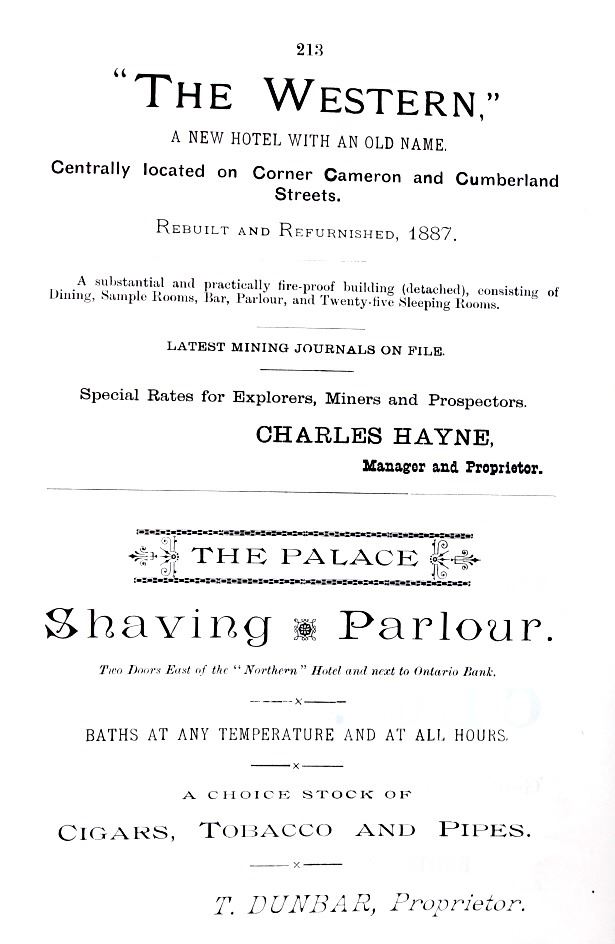 213
"THE WESTERN,"
A NEW HOTEL WITH AN OLD NAME.
Centrally located on Corner Cameron and Cumberland
Streets.
REBUILT AND REFURNISHED, 1887.
A substantial and practically fire-proof building (detached), consisting of
Dining, Sample Rooms, Bar, Parlour, and Twenty-five Sleeping Rooms.
LATEST MINING JOURNALS ON FILE.
Special Rates for Explorers, Miners and Prospectors.
CHARLES HAYNE,
Manager and Proprietor.
THE PALACE
Shaving Parlour.
Two Doors East of the "Northern" Hotel and next to Ontario Bank.
BATHS AT ANY TEMPERATURE AND AT ALL HOURS.
A CHOICE STOCK OF
CIGARS, TOBACCO AND PIPES.
T. DUNBAR, Proprietor.